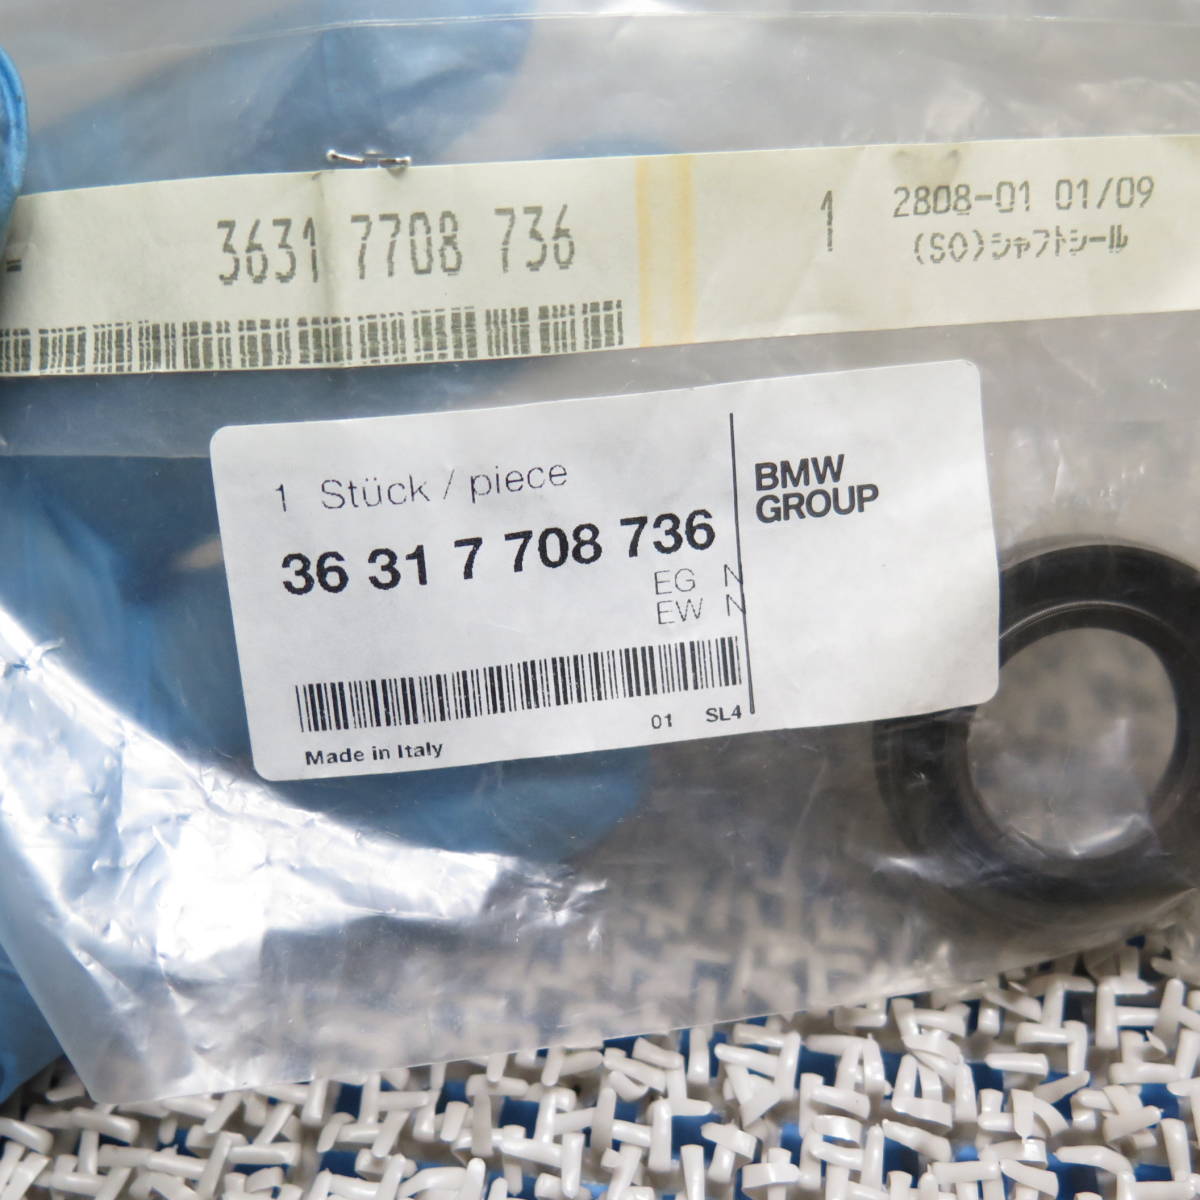 3631 7708 736
1
2808-01 01/09
(SO)シャフトシール
1 Stück / piece
36 31 7 708 736
EG N
EW N
BMW
GROUP
01 SL4
Made in Italy